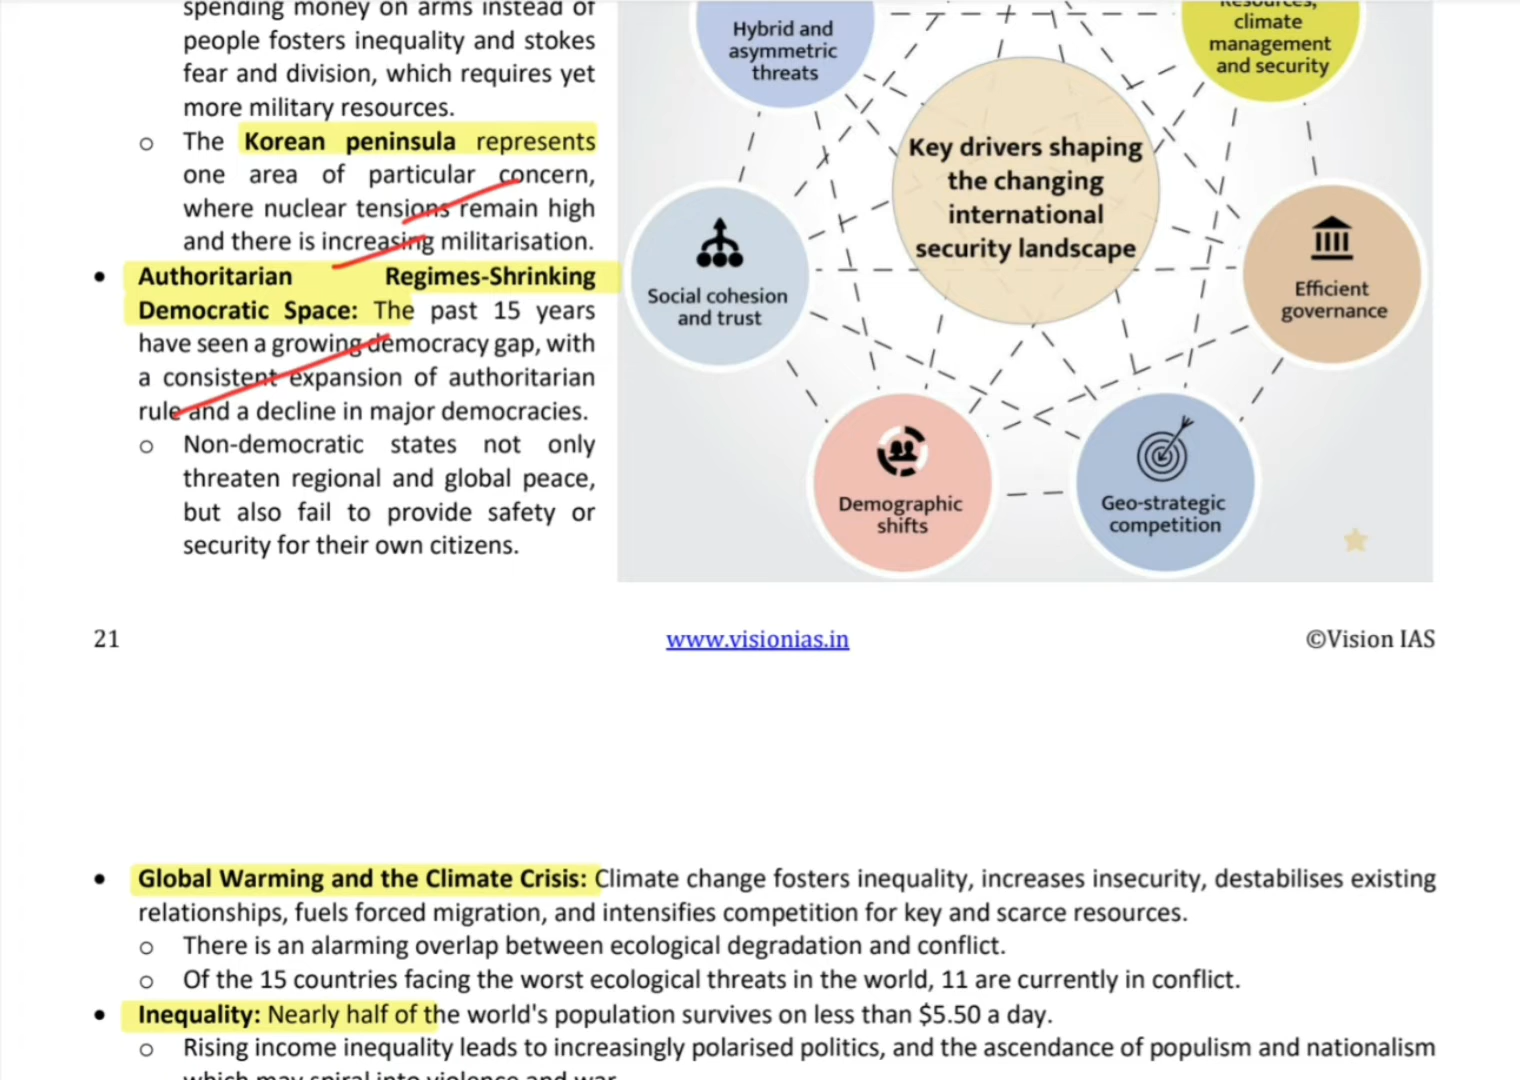 spending money on arms instead of
people fosters inequality and stokes
fear and division, which requires yet
more military resources.
o The Korean peninsula represents
one area of particular concern,
where nuclear tensions remain high
and there is increasing militarisation.
• Authoritarian Regimes-Shrinking
Democratic Space: The past 15 years
have seen a growing democracy gap, with
a consistent expansion of authoritarian
rule and a decline in major democracies.
o Non-democratic states not only
threaten regional and global peace,
but also fail to provide safety or
security for their own citizens.
Hybrid and
asymmetric
threats
Resources,
climate
management
and security
Key drivers shaping
the changing
international
security landscape
Social cohesion
and trust
Efficient
governance
Demographic
shifts
Geo-strategic
competition
21 www.visionias.in ©Vision IAS
• Global Warming and the Climate Crisis: Climate change fosters inequality, increases insecurity, destabilises existing
relationships, fuels forced migration, and intensifies competition for key and scarce resources.
o There is an alarming overlap between ecological degradation and conflict.
o Of the 15 countries facing the worst ecological threats in the world, 11 are currently in conflict.
• Inequality: Nearly half of the world's population survives on less than $5.50 a day.
o Rising income inequality leads to increasingly polarised politics, and the ascendance of populism and nationalism
which may spiral into violence and war.